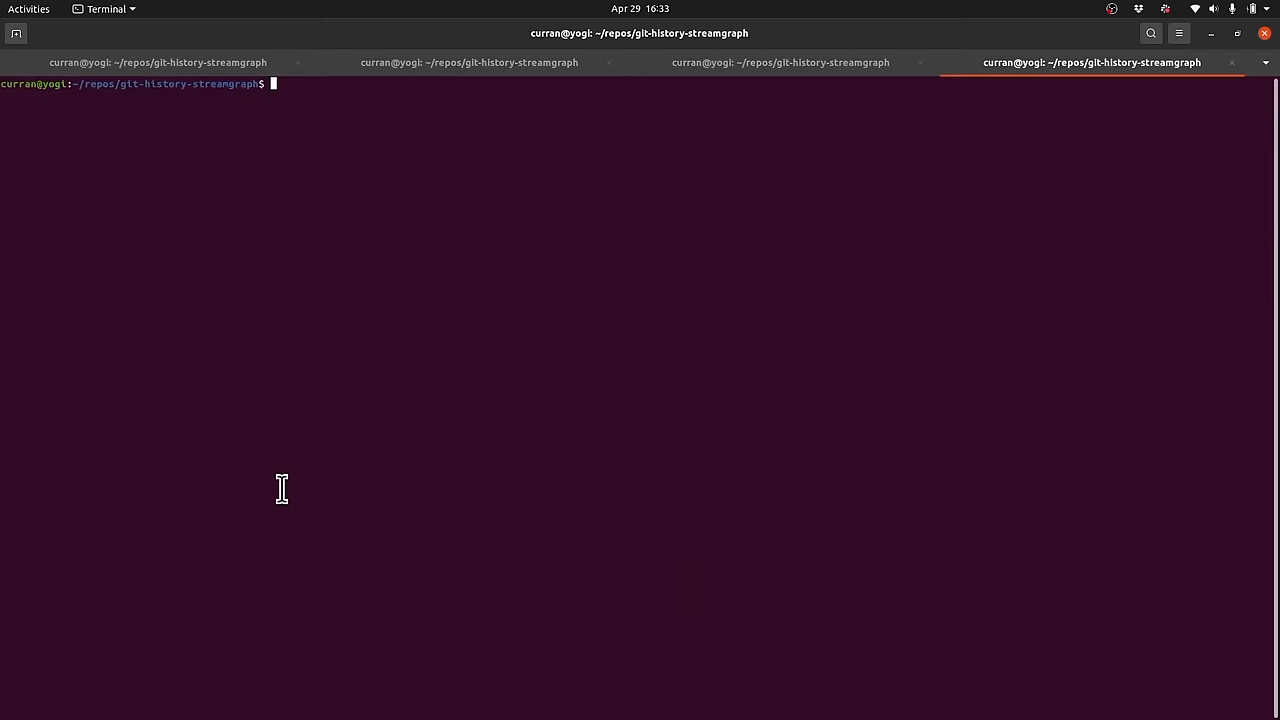 Activities Terminal Apr 29 16:33
curran@yogi: ~/repos/git-history-streamgraph
curran@yogi: ~/repos/git-history-streamgraph curran@yogi: ~/repos/git-history-streamgraph curran@yogi: ~/repos/git-history-streamgraph curran@yogi: ~/repos/git-history-streamgraph
curran@yogi:~/repos/git-history-streamgraph$